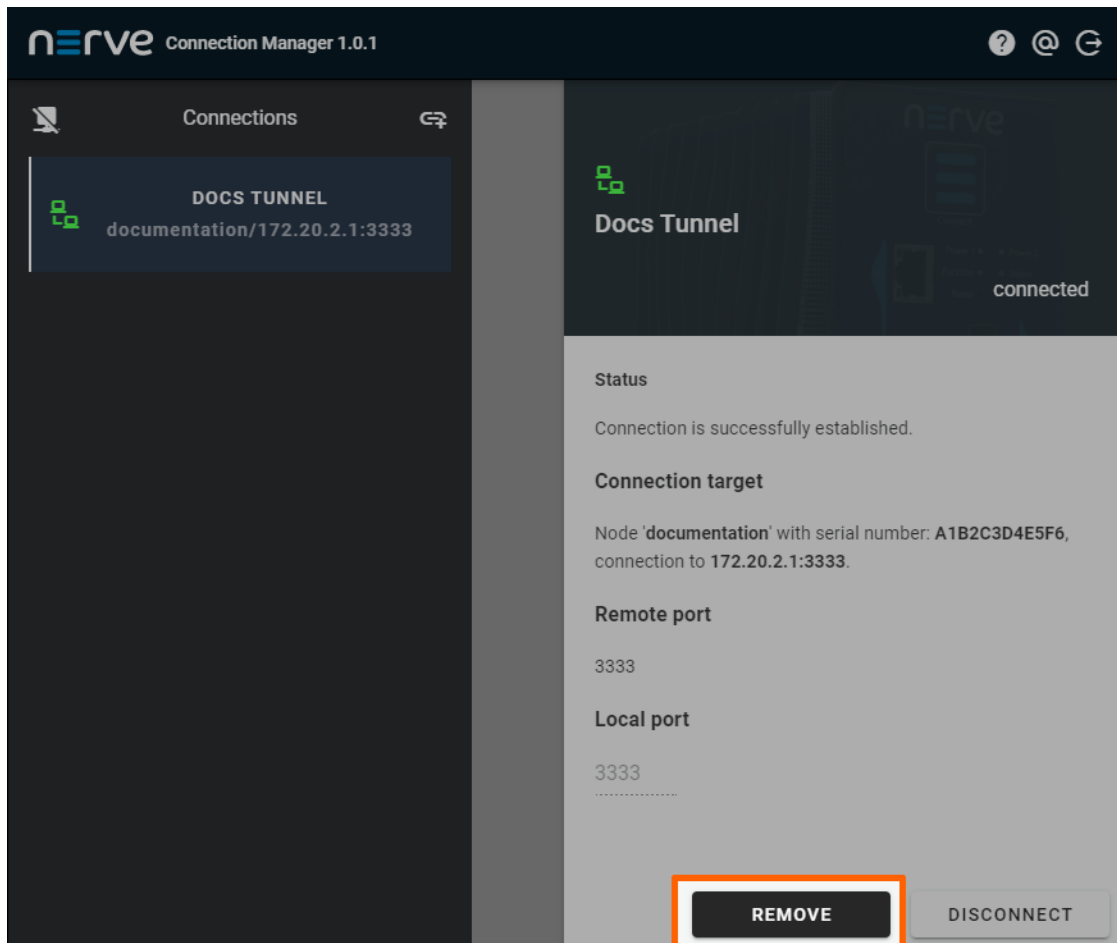 nerve Connection Manager 1.0.1
Connections
DOCS TUNNEL
documentation/172.20.2.1:3333
nerve
Docs Tunnel
connected
Status
Connection is successfully established.
Connection target
Node 'documentation' with serial number: A1B2C3D4E5F6,
connection to 172.20.2.1:3333.
Remote port
3333
Local port
3333
REMOVE
DISCONNECT